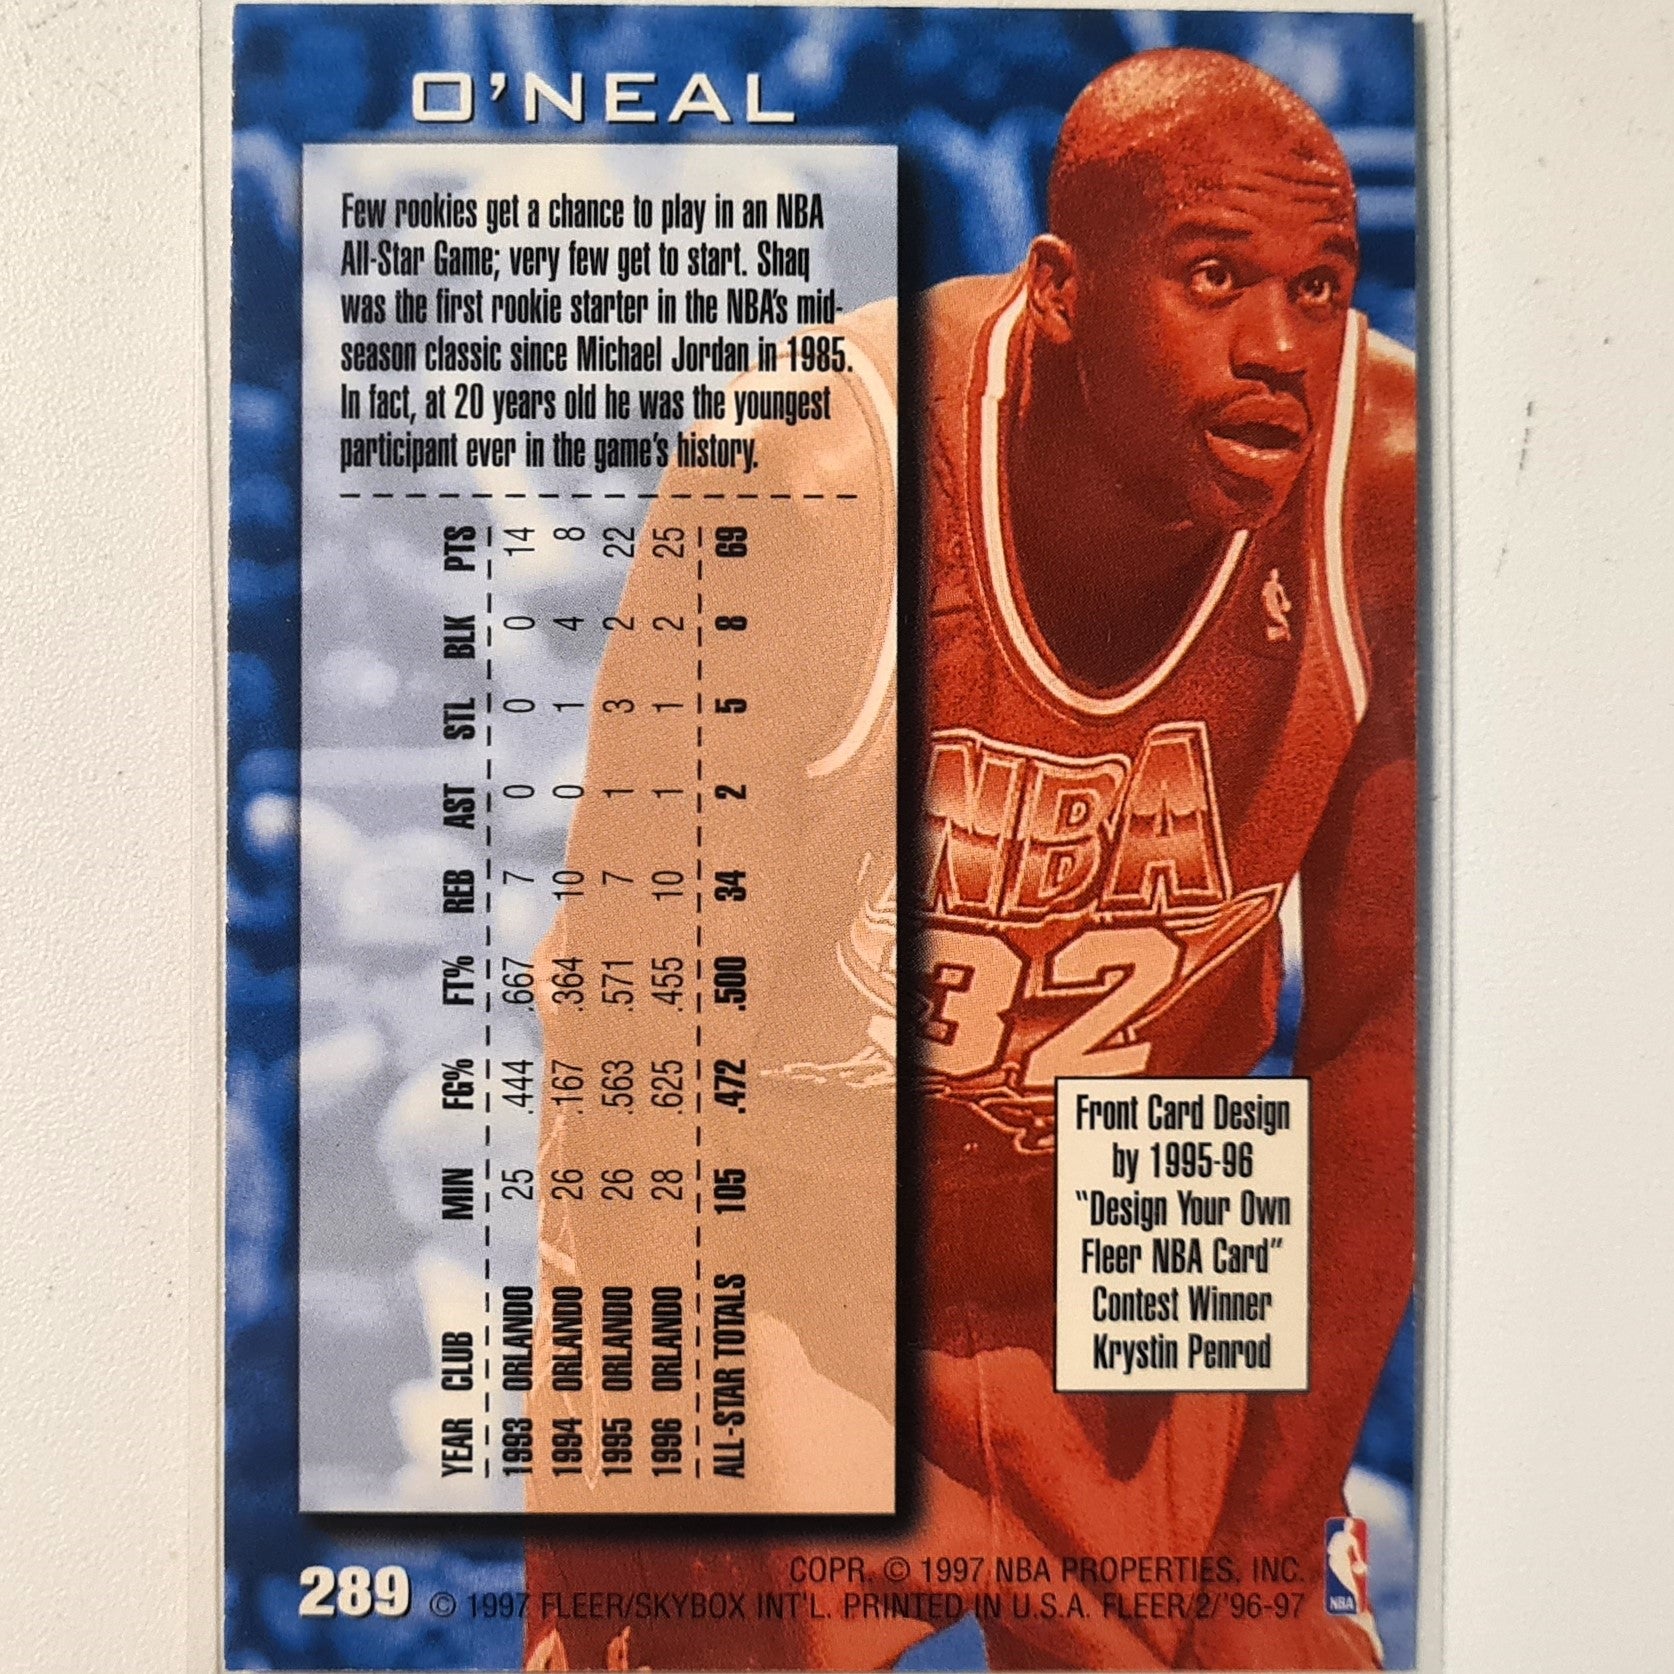 O'NEAL
Few rookies get a chance to play in an NBA
All-Star Game; very few get to start. Shaq
was the first rookie starter in the NBA's mid-
season classic since Michael Jordan in 1985.
In fact, at 20 years old he was the youngest
participant ever in the game's history.
YEAR CLUB MIN FG% FT% REB AST STL BLK PTS
1993 ORLANDO 25 .444 .667 7 0 0 0 14
1994 ORLANDO 26 .167 .364 10 0 1 4 8
1995 ORLANDO 26 .563 .571 7 1 3 2 22
1996 ORLANDO 28 .625 .455 10 1 1 2 25
ALL-STAR TOTALS 105 .472 .500 34 2 5 8 69
NBA
32
Front Card Design
by 1995-96
"Design Your Own
Fleer NBA Card"
Contest Winner
Krystin Penrod
289
COPR. © 1997 NBA PROPERTIES, INC.
© 1997 FLEER/SKYBOX INT'L. PRINTED IN U.S.A. FLEER/2/'96-97
NBA